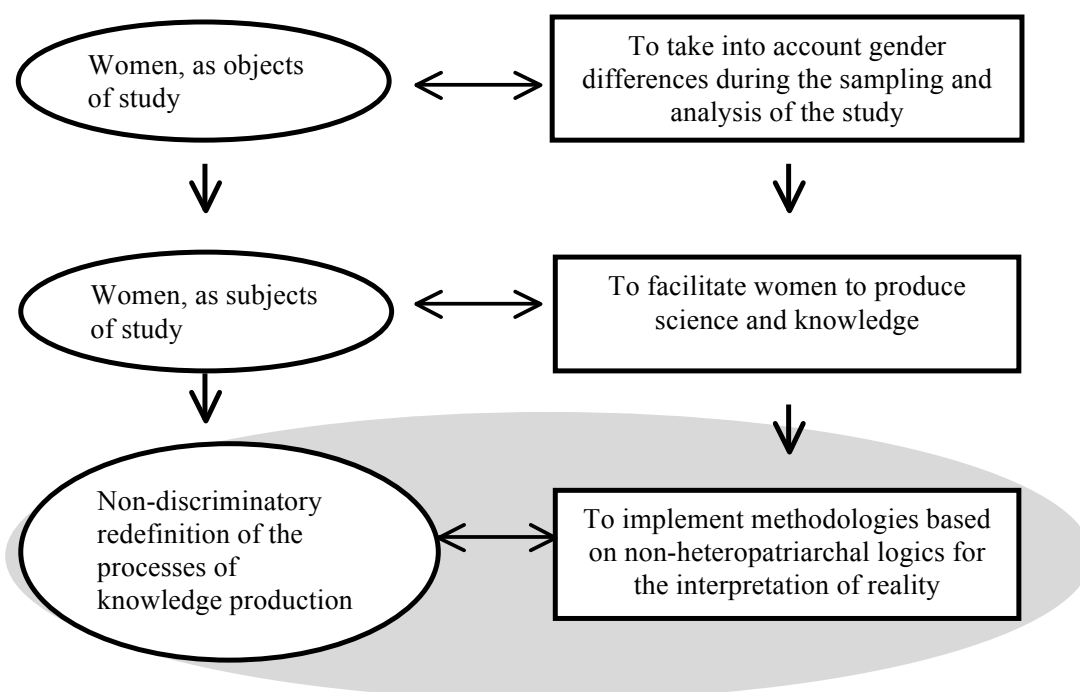 Women, as objects
of study
To take into account gender
differences during the sampling and
analysis of the study
Women, as subjects
of study
To facilitate women to produce
science and knowledge
Non-discriminatory
redefinition of the
processes of
knowledge production
To implement methodologies based
on non-heteropatriarchal logics for
the interpretation of reality